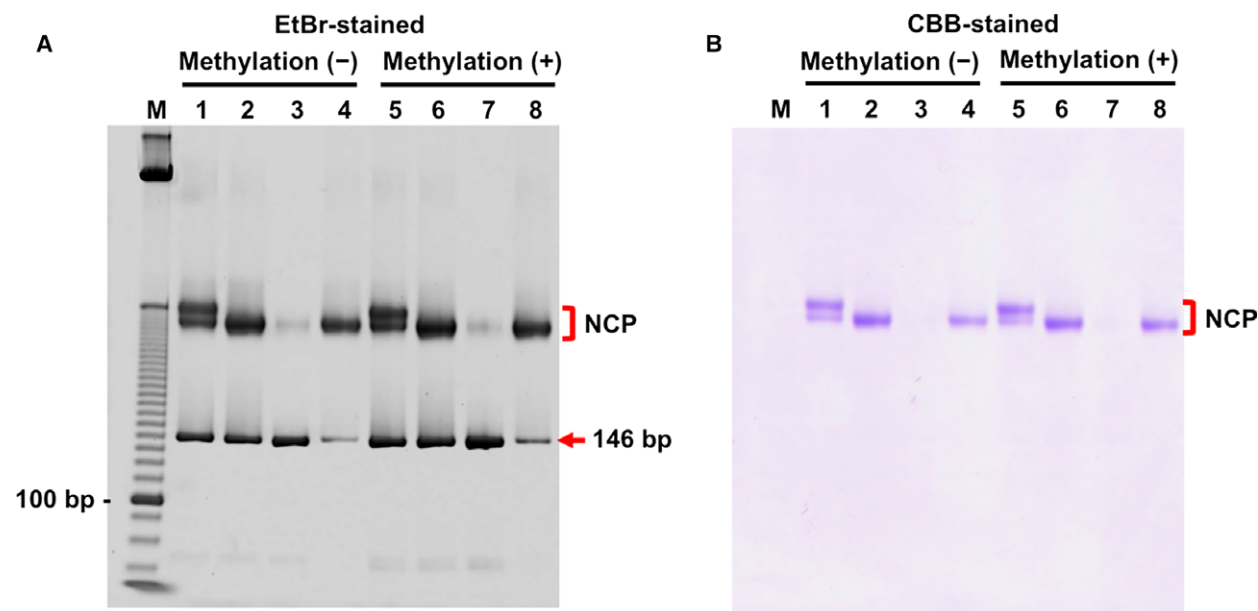 A
EtBr-stained
Methylation (−) Methylation (+)
M 1 2 3 4 5 6 7 8
NCP
146 bp
100 bp -
B
CBB-stained
Methylation (−) Methylation (+)
M 1 2 3 4 5 6 7 8
NCP